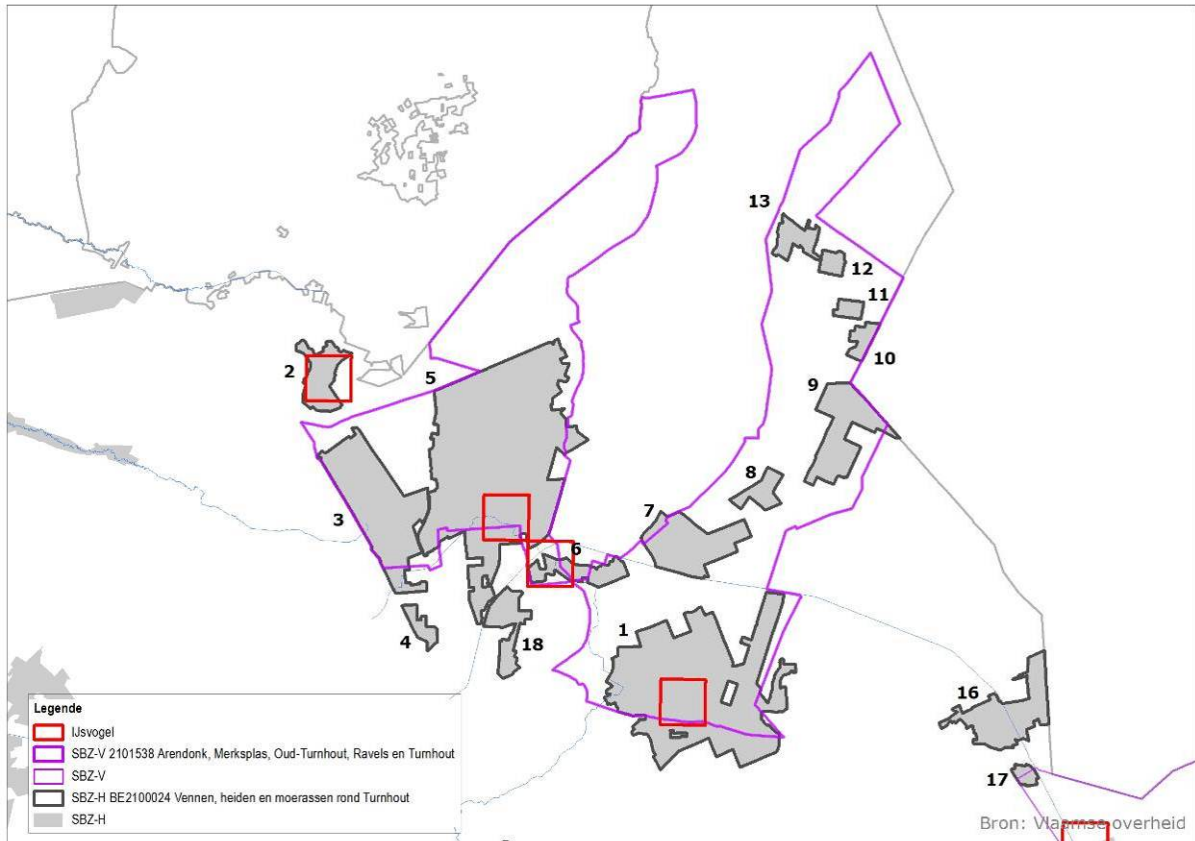 13
12
11
10
2
5
9
8
3
7
6
4
18
1
16
17
Legende
IJsvogel
SBZ-V 2101538 Arendonk, Merksplas, Oud-Turnhout, Ravels en Turnhout
SBZ-V
SBZ-H BE2100024 Vennen, heiden en moerassen rond Turnhout
SBZ-H
Bron: Vlaamse overheid